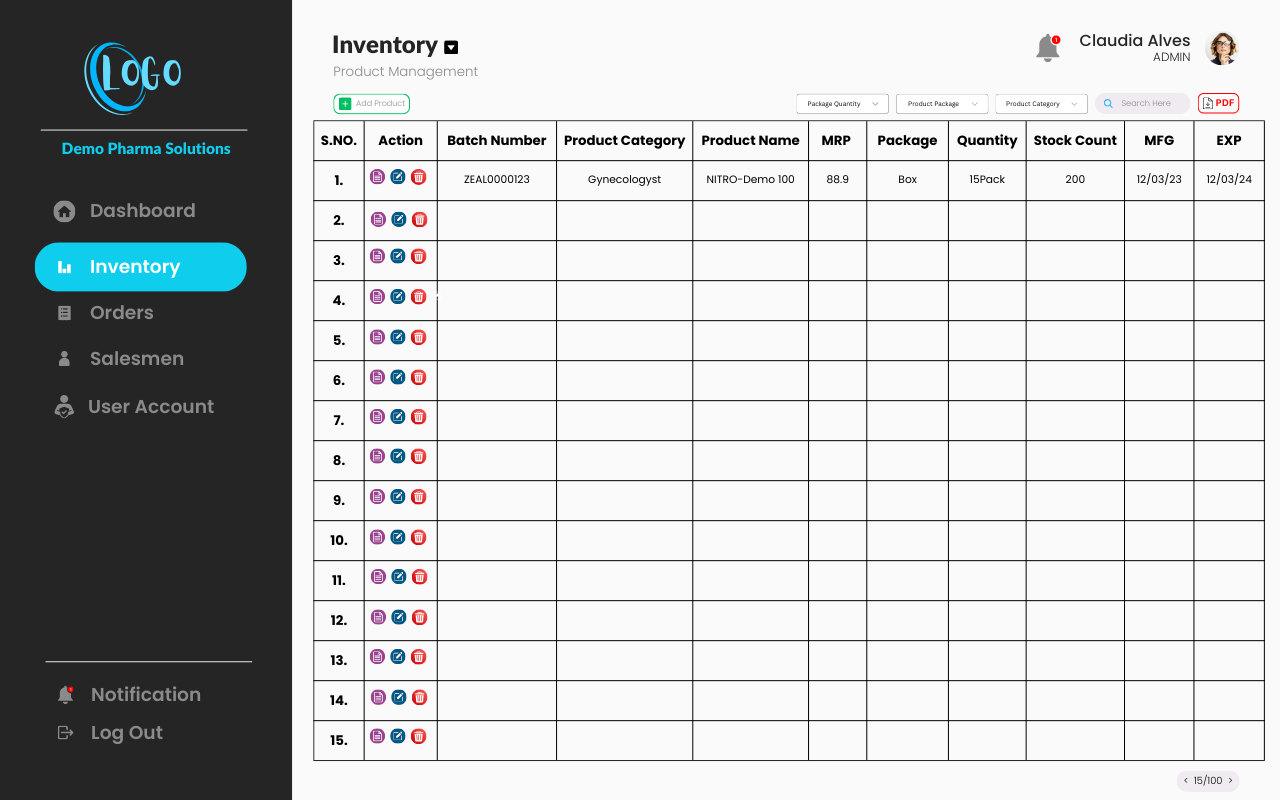 LOGO
Demo Pharma Solutions
Dashboard
Inventory
Orders
Salesmen
User Account
Notification
Log Out
Inventory
Product Management
Claudia Alves
ADMIN
1
Add Product
Package Quantity
Product Package
Product Category
Search Here
PDF
S.NO. Action Batch Number Product Category Product Name MRP Package Quantity Stock Count MFG EXP
1. ZEAL0000123 Gynecologyst NITRO-Demo 100 88.9 Box 15Pack 200 12/03/23 12/03/24
2.
3.
4.
5.
6.
7.
8.
9.
10.
11.
12.
13.
14.
15.
< 15/100 >